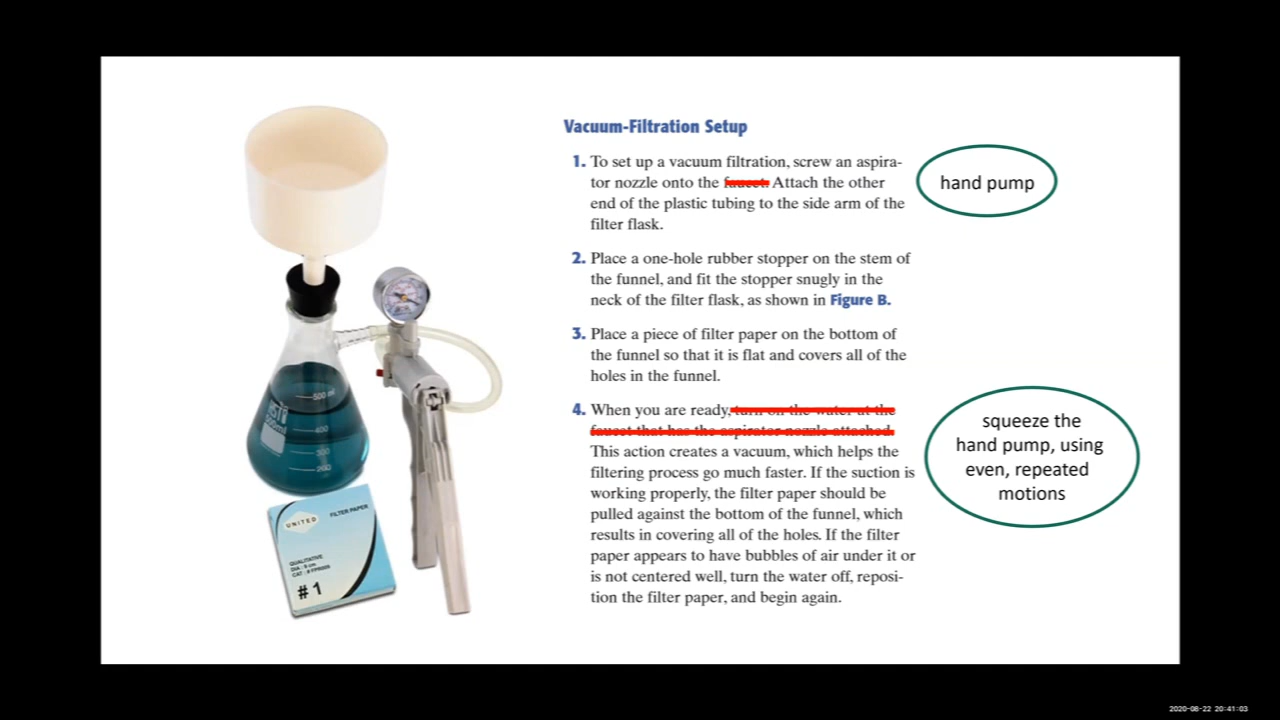 Vacuum-Filtration Setup
1. To set up a vacuum filtration, screw an aspira-
tor nozzle onto the faucet. Attach the other
end of the plastic tubing to the side arm of the
filter flask.
hand pump
2. Place a one-hole rubber stopper on the stem of
the funnel, and fit the stopper snugly in the
neck of the filter flask, as shown in Figure B.
3. Place a piece of filter paper on the bottom of
the funnel so that it is flat and covers all of the
holes in the funnel.
4. When you are ready, turn on the water at the
faucet that has the aspirator nozzle attached.
This action creates a vacuum, which helps the
filtering process go much faster. If the suction is
working properly, the filter paper should be
pulled against the bottom of the funnel, which
results in covering all of the holes. If the filter
paper appears to have bubbles of air under it or
is not centered well, turn the water off, reposi-
tion the filter paper, and begin again.
squeeze the
hand pump, using
even, repeated
motions
500 ml
400
300
200
UNITED
FILTER PAPER
QUALITATIVE
DIA : 9 cm
# 1
2020-08-22 20:41:03